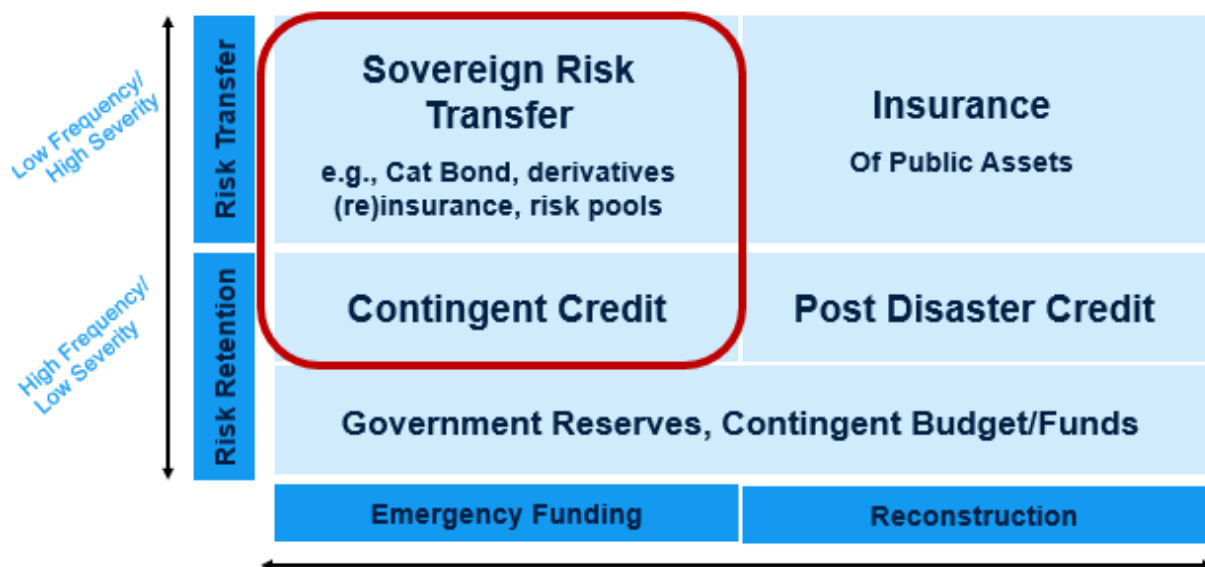 Low Frequency/
High Severity
Risk Transfer
Sovereign Risk
Transfer
e.g., Cat Bond, derivatives
(re)insurance, risk pools
Insurance
Of Public Assets
High Frequency/
Low Severity
Risk Retention
Contingent Credit
Post Disaster Credit
Government Reserves, Contingent Budget/Funds
Emergency Funding
Reconstruction